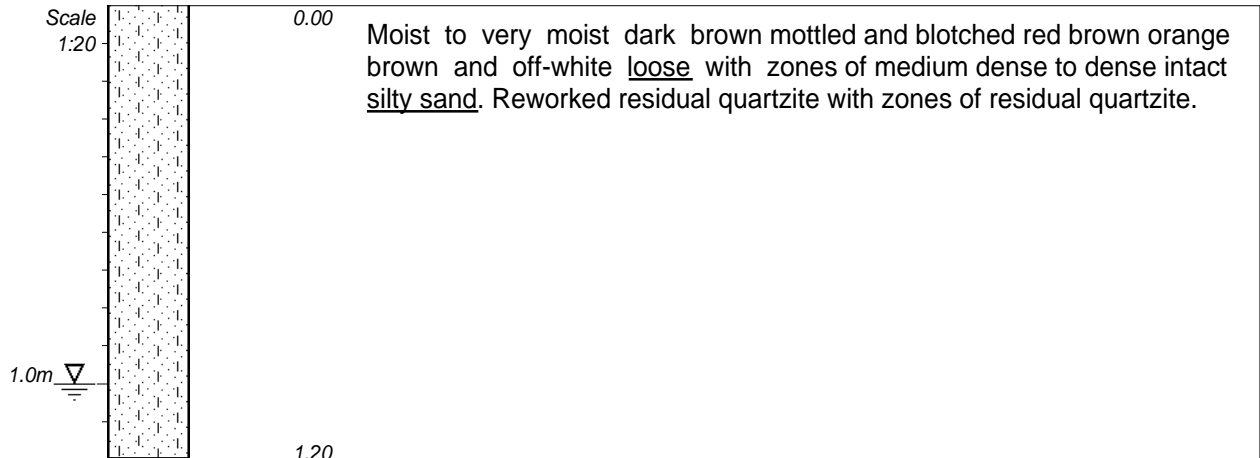 Scale
1:20
0.00
Moist to very moist dark brown mottled and blotched red brown orange
brown and off-white loose with zones of medium dense to dense intact
silty sand. Reworked residual quartzite with zones of residual quartzite.
1.0m
1.20